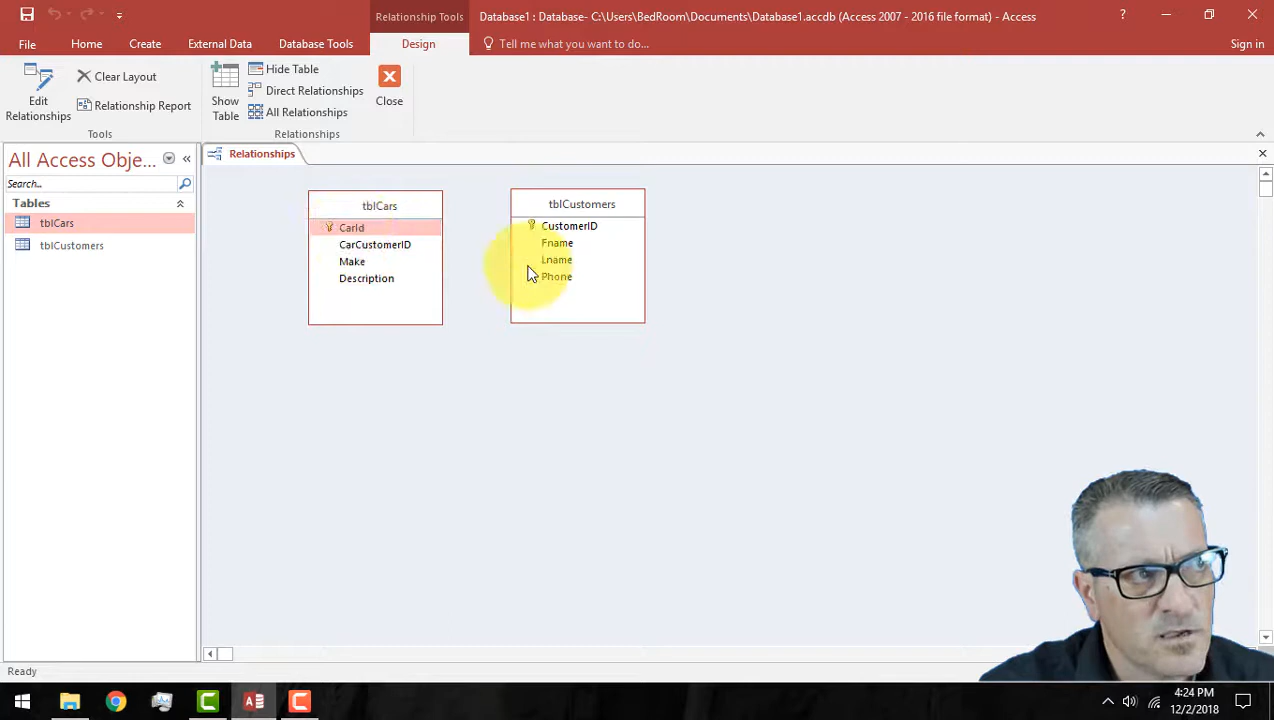 Relationship Tools
Database1 : Database- C:\Users\BedRoom\Documents\Database1.accdb (Access 2007 - 2016 file format) - Access
?
File
Home
Create
External Data
Database Tools
Design
Tell me what you want to do...
Sign in
Edit
Relationships
Clear Layout
Relationship Report
Tools
Show
Table
Hide Table
Direct Relationships
All Relationships
Relationships
Close
All Access Obje...
Search...
Tables
tblCars
tblCustomers
Relationships
tblCars
CarId
CarCustomerID
Make
Description
tblCustomers
CustomerID
Fname
Lname
Phone
Ready
4:24 PM
12/2/2018